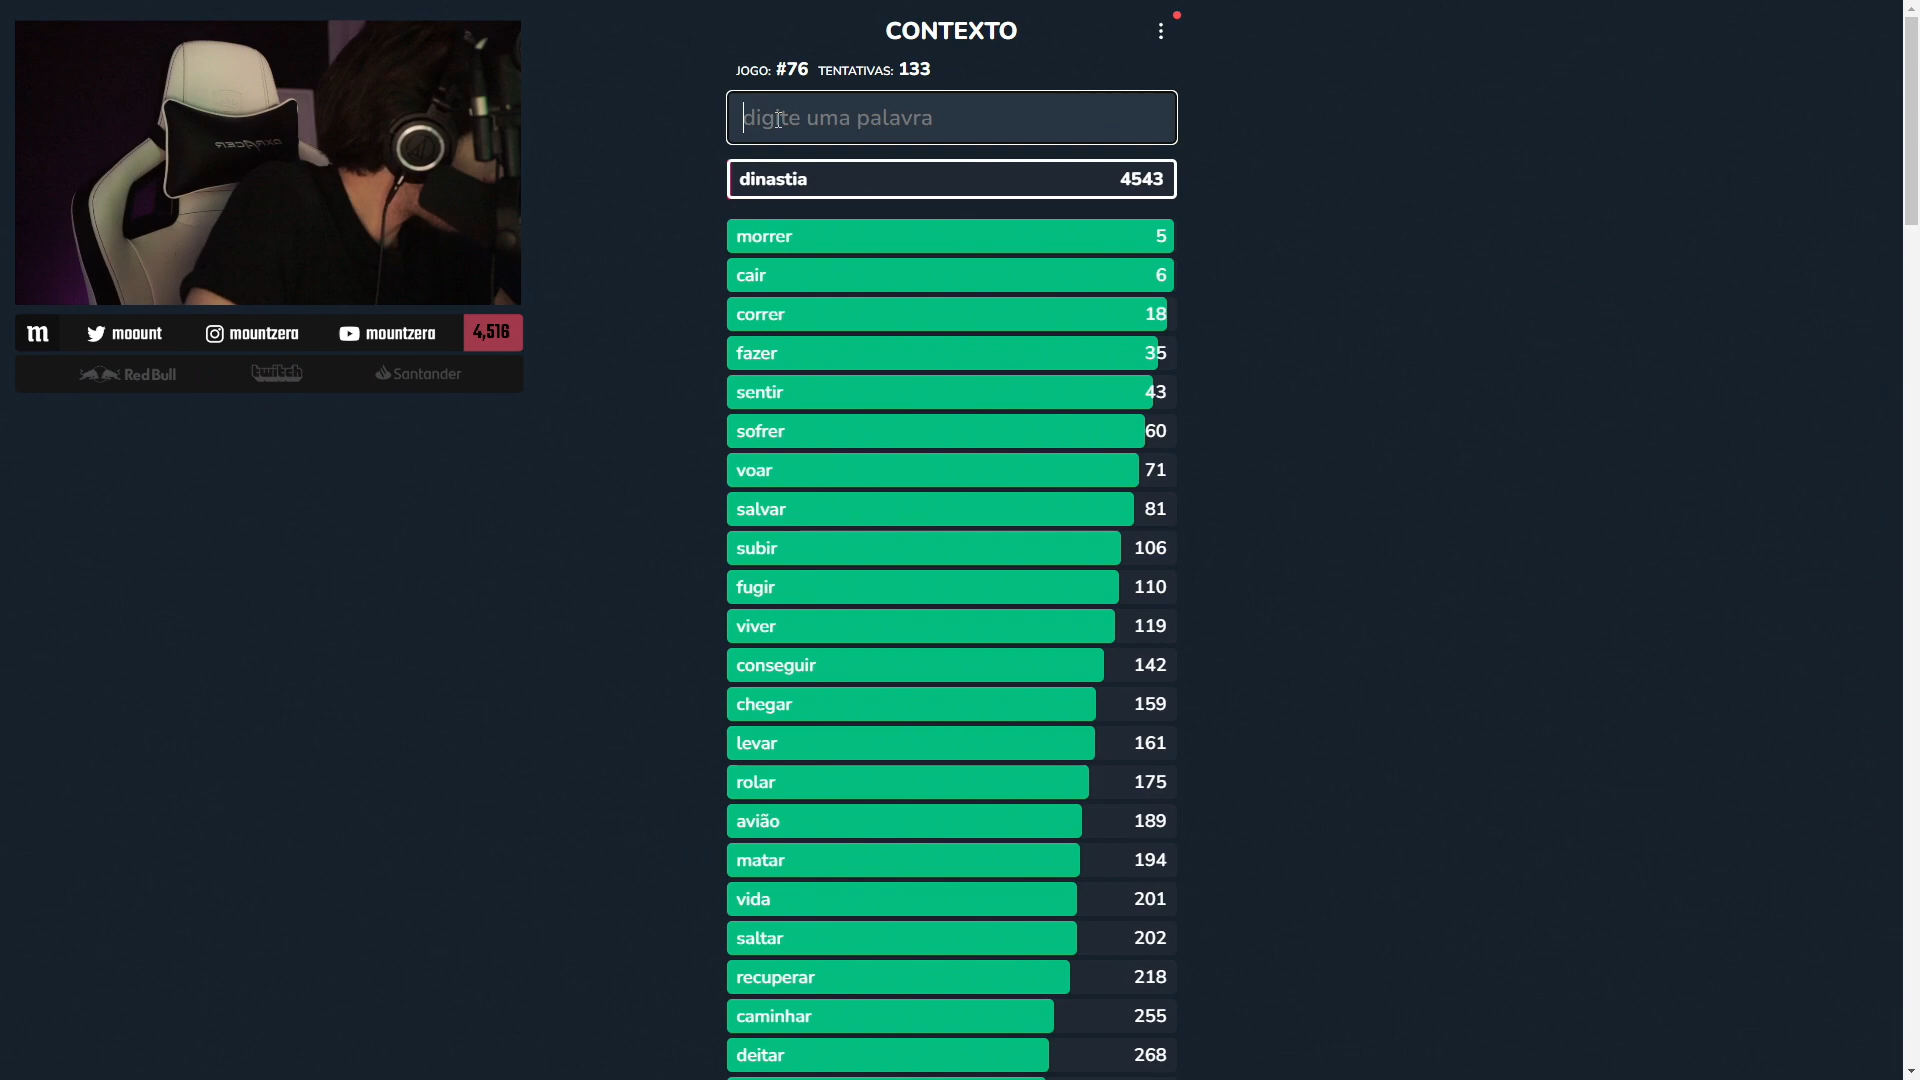 CONTEXTO
JOGO: #76 TENTATIVAS: 133
digite uma palavra
dinastia 4543
morrer 5
cair 6
correr 18
fazer 35
sentir 43
sofrer 60
voar 71
salvar 81
subir 106
fugir 110
viver 119
conseguir 142
chegar 159
levar 161
rolar 175
avião 189
matar 194
vida 201
saltar 202
recuperar 218
caminhar 255
deitar 268
m moount mountzera mountzera 4,516
Red Bull twitch Santander